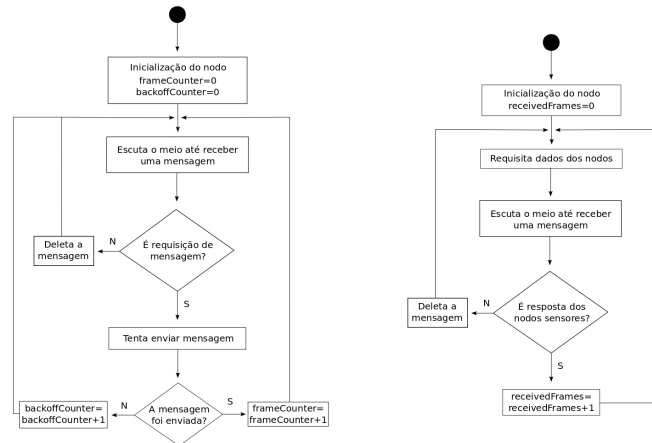 Inicialização do nodo
frameCounter=0
backoffCounter=0
Escuta o meio até receber
uma mensagem
É requisição de
mensagem?
N
Deleta a
mensagem
S
Tenta enviar mensagem
A mensagem
foi enviada?
N
backoffCounter=
backoffCounter+1
S
frameCounter=
frameCounter+1
Inicialização do nodo
receivedFrames=0
Requisita dados dos nodos
Escuta o meio até receber
uma mensagem
É resposta dos
nodos sensores?
N
Deleta a
mensagem
S
receivedFrames=
receivedFrames+1